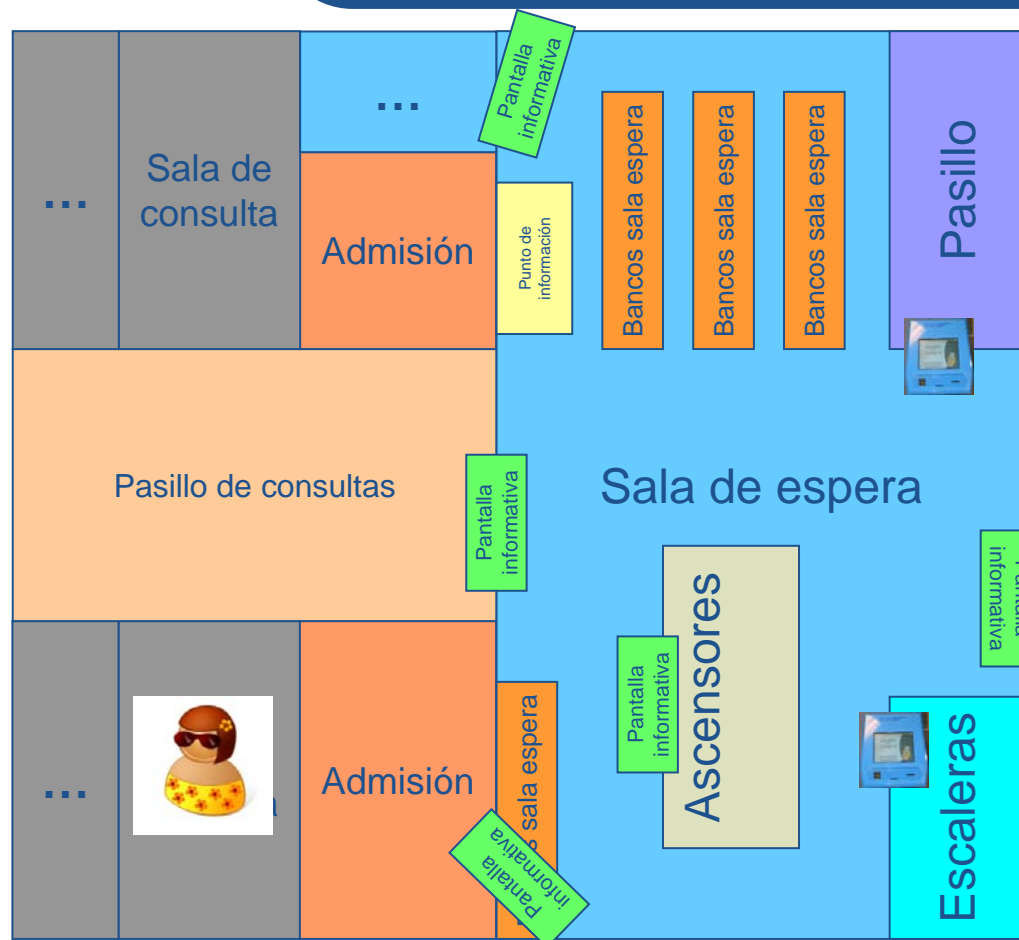 Pantalla
informativa
...
...
Sala de
consulta
Admisión
Punto de
información
Bancos sala espera
Bancos sala espera
Bancos sala espera
Pasillo
Pasillo de consultas
Pantalla
informativa
Sala de espera
informativa
Pantalla
informativa
Ascensores
...
Admisión
sala espera
Pantalla
informativa
Escaleras